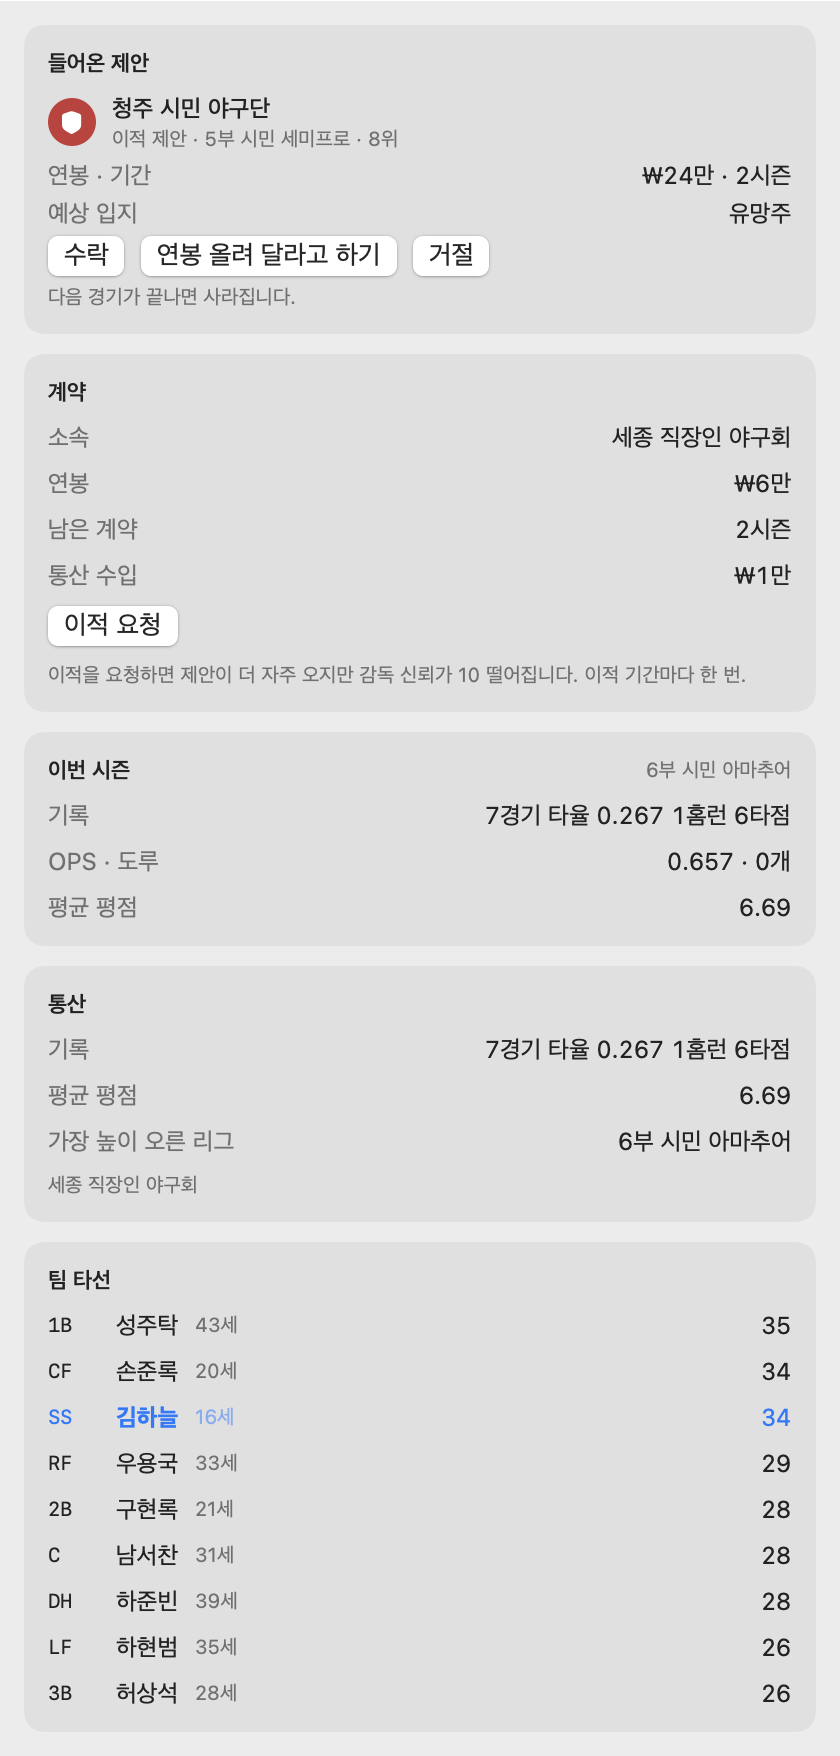 들어온 제안
청주 시민 야구단
이적 제안 · 5부 시민 세미프로 · 8위
연봉 · 기간 ₩24만 · 2시즌
예상 입지 유망주
수락 연봉 올려 달라고 하기 거절
다음 경기가 끝나면 사라집니다.
계약
소속 세종 직장인 야구회
연봉 ₩6만
남은 계약 2시즌
통산 수입 ₩1만
이적 요청
이적을 요청하면 제안이 더 자주 오지만 감독 신뢰가 10 떨어집니다. 이적 기간마다 한 번.
이번 시즌 6부 시민 아마추어
기록 7경기 타율 0.267 1홈런 6타점
OPS · 도루 0.657 · 0개
평균 평점 6.69
통산
기록 7경기 타율 0.267 1홈런 6타점
평균 평점 6.69
가장 높이 오른 리그 6부 시민 아마추어
세종 직장인 야구회
팀 타선
1B 성주탁 43세 35
CF 손준록 20세 34
SS 김하늘 16세 34
RF 우용국 33세 29
2B 구현록 21세 28
C 남서찬 31세 28
DH 하준빈 39세 28
LF 하현범 35세 26
3B 허상석 28세 26